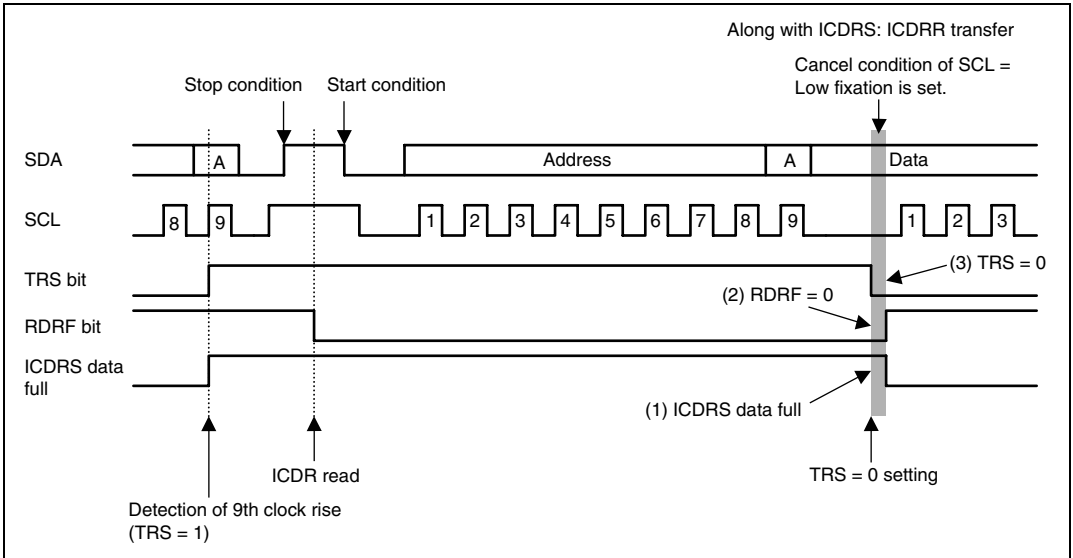 Along with ICDRS: ICDRR transfer
Cancel condition of SCL =
Low fixation is set.
Stop condition
Start condition
SDA
A
Address
A
Data
SCL
8
9
1
2
3
4
5
6
7
8
9
1
2
3
TRS bit
(3) TRS = 0
(2) RDRF = 0
RDRF bit
ICDRS data
full
(1) ICDRS data full
ICDR read
TRS = 0 setting
Detection of 9th clock rise
(TRS = 1)